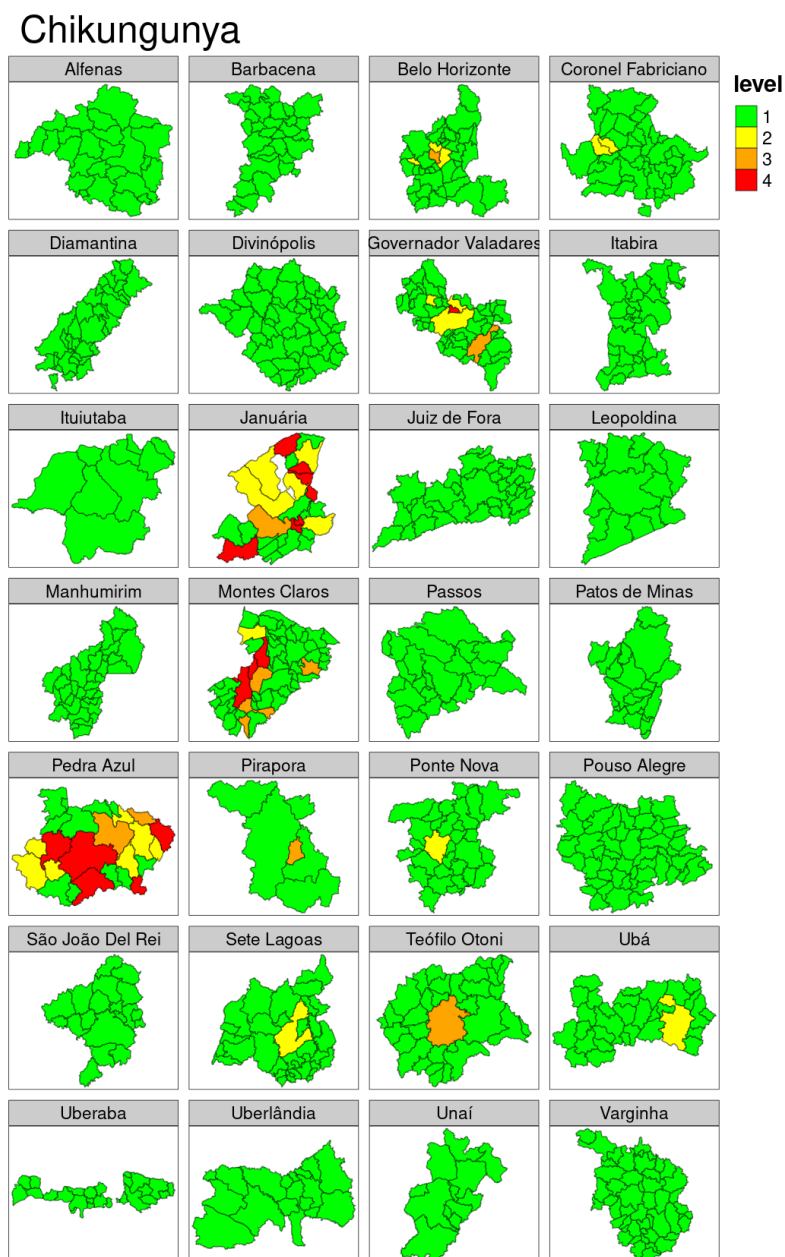 Chikungunya
Alfenas
Barbacena
Belo Horizonte
Coronel Fabriciano
level
1
2
3
4
Diamantina
Divinópolis
Governador Valadares
Itabira
Ituiutaba
Januária
Juiz de Fora
Leopoldina
Manhumirim
Montes Claros
Passos
Patos de Minas
Pedra Azul
Pirapora
Ponte Nova
Pouso Alegre
São João Del Rei
Sete Lagoas
Teófilo Otoni
Ubá
Uberaba
Uberlândia
Unaí
Varginha